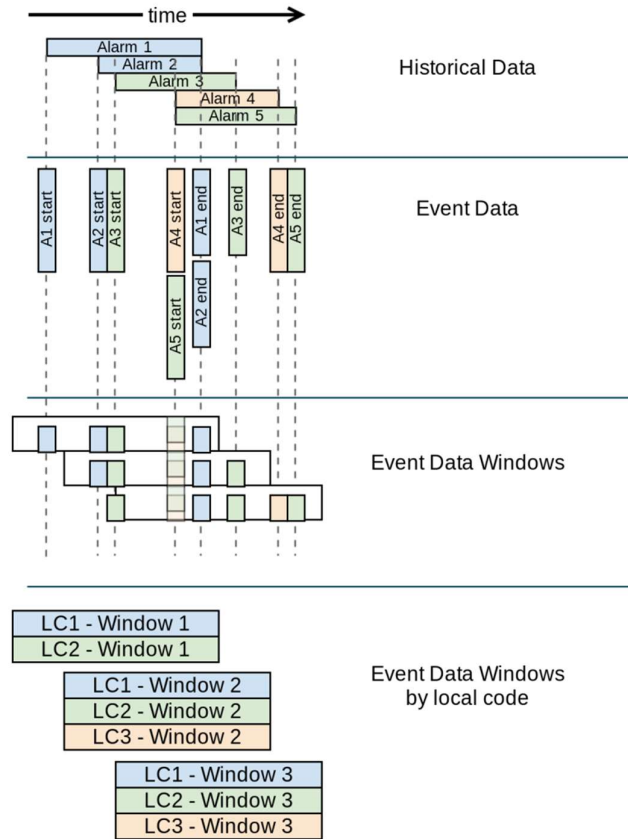 time
Alarm 1
Alarm 2
Alarm 3
Alarm 4
Alarm 5
Historical Data
A1 start
A2 start
A3 start
A4 start
A1 end
A3 end
A4 end
A5 end
A5 start
A2 end
Event Data
Event Data Windows
LC1 - Window 1
LC2 - Window 1
LC1 - Window 2
LC2 - Window 2
LC3 - Window 2
LC1 - Window 3
LC2 - Window 3
LC3 - Window 3
Event Data Windows
by local code